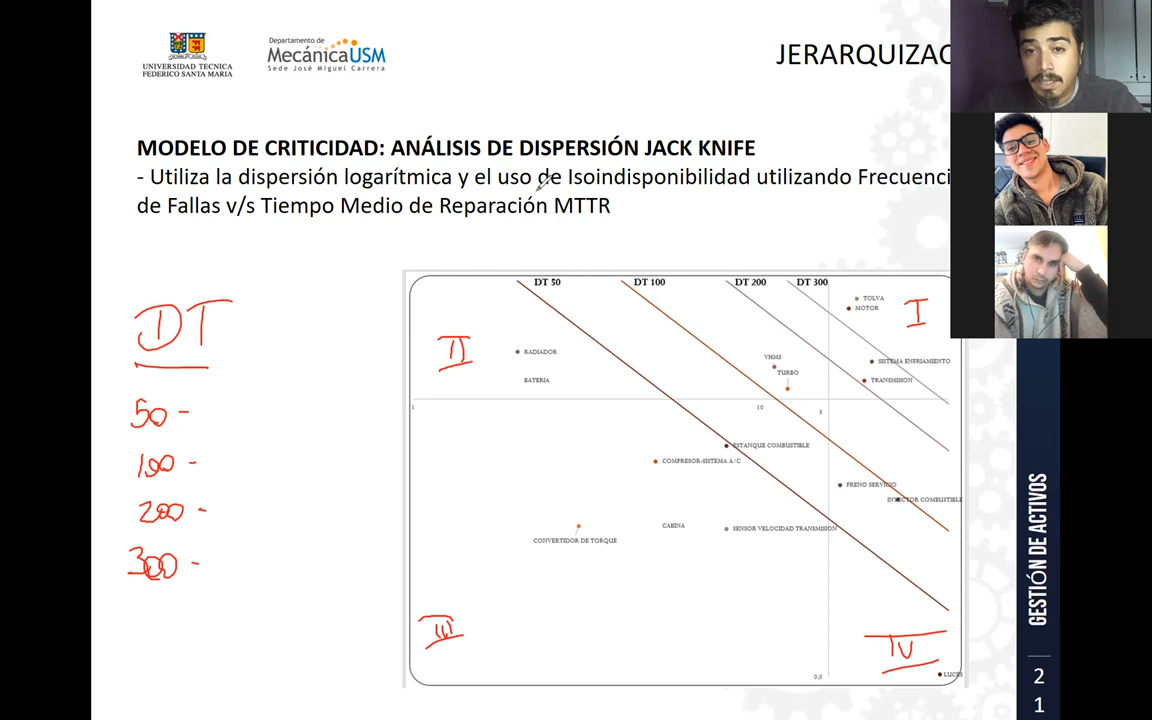 UNIVERSIDAD TECNICA
FEDERICO SANTA MARIA
Departamento de
MecánicaUSM
Sede José Miguel Carrera
JERARQUIZAC
MODELO DE CRITICIDAD: ANÁLISIS DE DISPERSIÓN JACK KNIFE
- Utiliza la dispersión logarítmica y el uso de Isoindisponibilidad utilizando Frecuenci
de Fallas v/s Tiempo Medio de Reparación MTTR
DT 50
DT 100
DT 200
DT 300
TOLVA
MOTOR
I
DT
II
RADIADOR
VHMS
SISTEMA ENFRIAMIENTO
TURBO
BATERIA
TRANSMISION
1
10
8
50 -
100 -
200 -
300 -
ESTANQUE COMBUSTIBLE
COMPRESOR-SISTEMA A/C
FRENO SERVICIO
INYECTOR COMBUSTIBLE
CABINA
SENSOR VELOCIDAD TRANSMISION
CONVERTIDOR DE TORQUE
III
IV
0,8
LUCES
GESTIÓN DE ACTIVOS
2
1